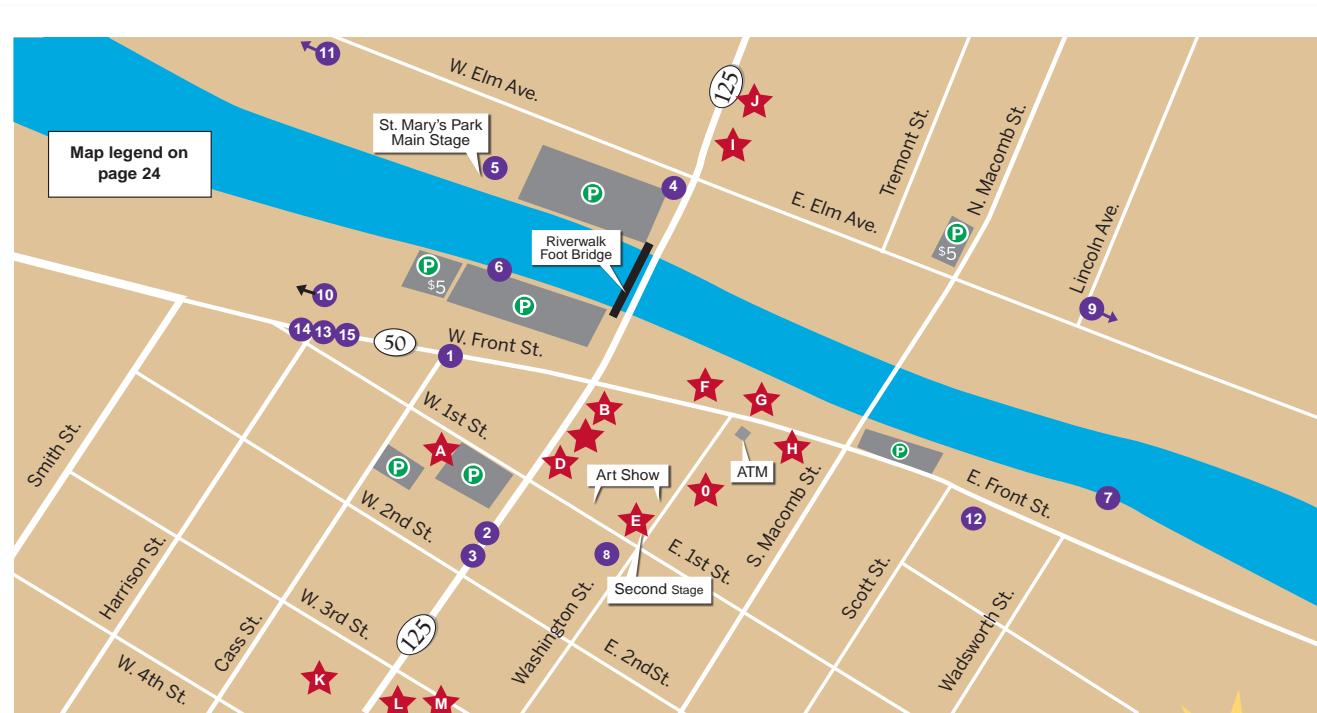 11
W. Elm Ave.
125
J
I
St. Mary's Park
Main Stage
5
P
4
Map legend on
page 24
Tremont St.
N. Macomb St.
E. Elm Ave.
P
$5
Lincoln Ave.
9
Riverwalk
Foot Bridge
P
$5
6
P
10
14
13
15
50
W. Front St.
1
F
G
B
D
H
ATM
P
E. Front St.
7
12
Smith St.
W. 1st St.
A
P
P
W. 2nd St.
2
3
Art Show
0
E
8
E. 1st St.
Second Stage
S. Macomb St.
Scott St.
Wadsworth St.
Harrison St.
Cass St.
W. 3rd St.
125
Washington St.
E. 2ndSt.
W. 4th St.
K
L
M